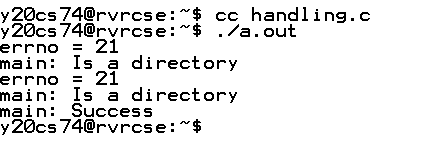 y20cs74@rvrcse:~$ cc handling.c
y20cs74@rvrcse:~$ ./a.out
errno = 21
main: Is a directory
errno = 21
main: Is a directory
main: Success
y20cs74@rvrcse:~$